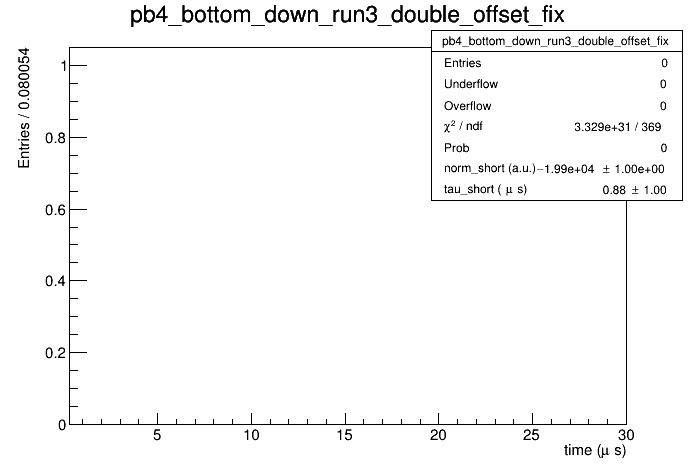 pb4_bottom_down_run3_double_offset_fix
pb4_bottom_down_run3_double_offset_fix
Entries 0
Underflow 0
Overflow 0
χ² / ndf 3.329e+31 / 369
Prob 0
norm_short (a.u.) −1.99e+04 ± 1.00e+00
tau_short ( μ s) 0.88 ± 1.00
Entries / 0.080054
1
0.8
0.6
0.4
0.2
0
5 10 15 20 25 30
time (μ s)